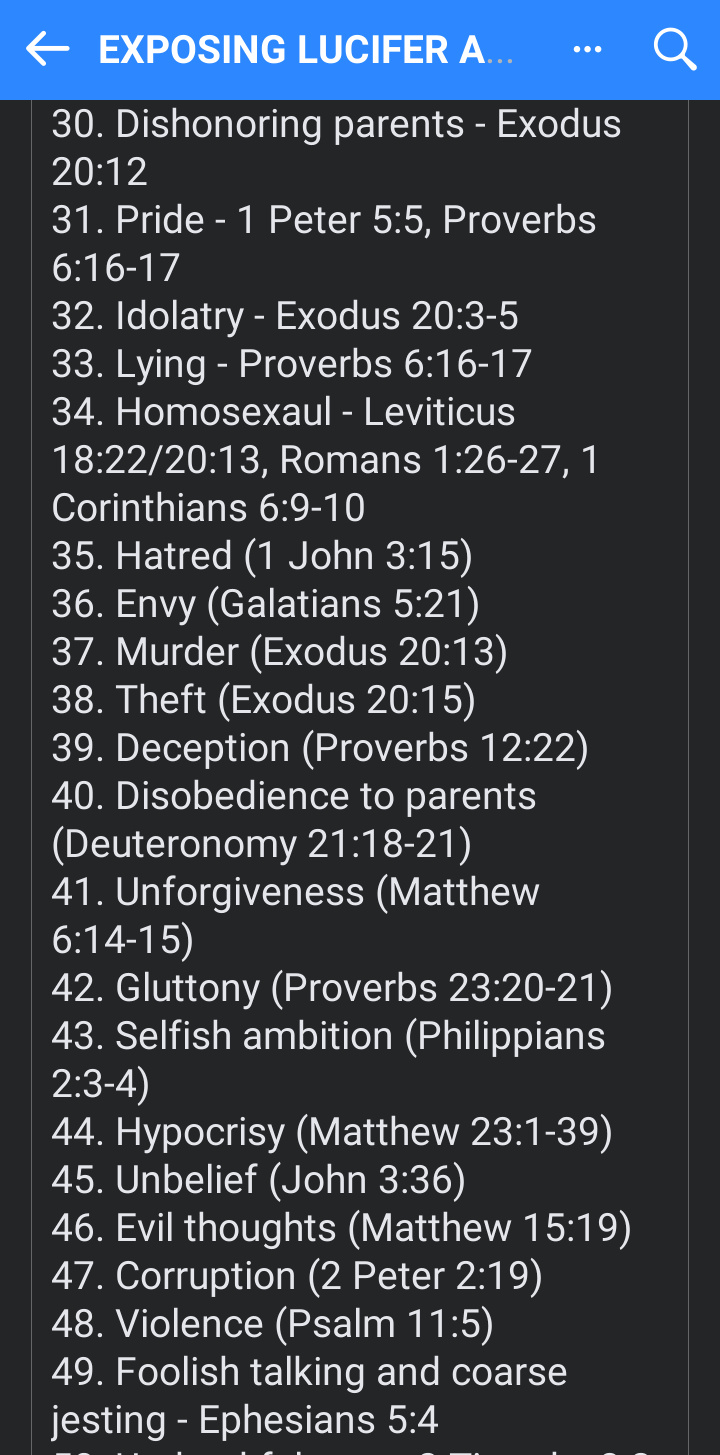 EXPOSING LUCIFER A...
30. Dishonoring parents - Exodus
20:12
31. Pride - 1 Peter 5:5, Proverbs
6:16-17
32. Idolatry - Exodus 20:3-5
33. Lying - Proverbs 6:16-17
34. Homosexaul - Leviticus
18:22/20:13, Romans 1:26-27, 1
Corinthians 6:9-10
35. Hatred (1 John 3:15)
36. Envy (Galatians 5:21)
37. Murder (Exodus 20:13)
38. Theft (Exodus 20:15)
39. Deception (Proverbs 12:22)
40. Disobedience to parents
(Deuteronomy 21:18-21)
41. Unforgiveness (Matthew
6:14-15)
42. Gluttony (Proverbs 23:20-21)
43. Selfish ambition (Philippians
2:3-4)
44. Hypocrisy (Matthew 23:1-39)
45. Unbelief (John 3:36)
46. Evil thoughts (Matthew 15:19)
47. Corruption (2 Peter 2:19)
48. Violence (Psalm 11:5)
49. Foolish talking and coarse
jesting - Ephesians 5:4